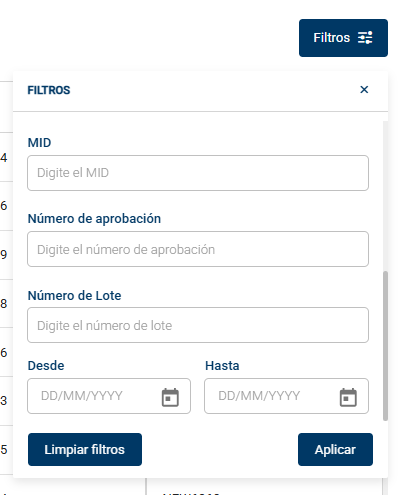 Filtros
FILTROS
×
MID
Digite el MID
4
Número de aprobación
6
Digite el número de aprobación
9
Número de Lote
8
Digite el número de lote
6
Desde Hasta
DD/MM/YYYY DD/MM/YYYY
3
Limpiar filtros Aplicar
5